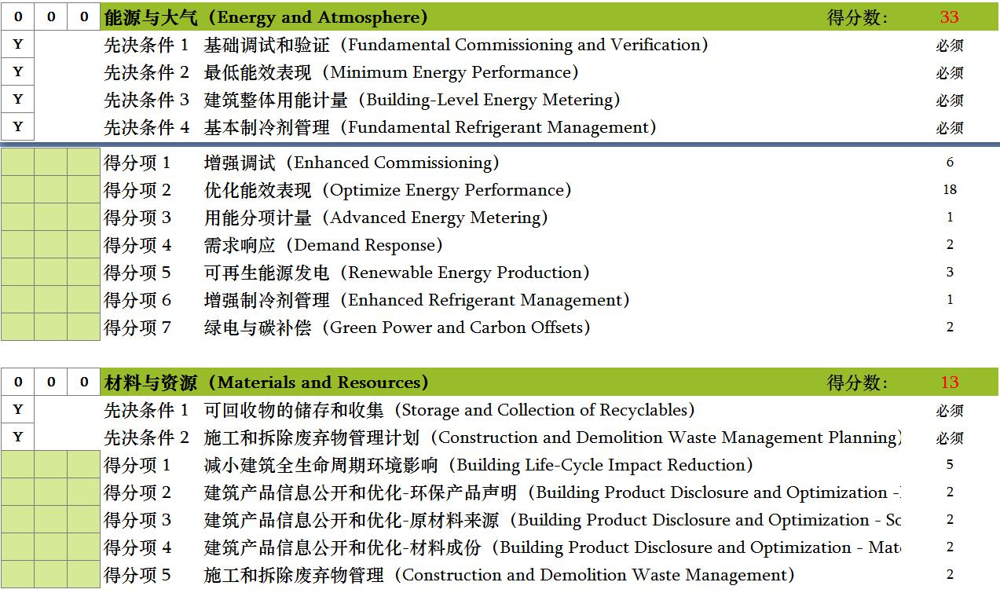 0 0 0 能源与大气（Energy and Atmosphere） 得分数： 33
Y 先决条件 1 基础调试和验证（Fundamental Commissioning and Verification） 必须
Y 先决条件 2 最低能效表现（Minimum Energy Performance） 必须
Y 先决条件 3 建筑整体用能计量（Building-Level Energy Metering） 必须
Y 先决条件 4 基本制冷剂管理（Fundamental Refrigerant Management） 必须
得分项 1 增强调试（Enhanced Commissioning） 6
得分项 2 优化能效表现（Optimize Energy Performance） 18
得分项 3 用能分项计量（Advanced Energy Metering） 1
得分项 4 需求响应（Demand Response） 2
得分项 5 可再生能源发电（Renewable Energy Production） 3
得分项 6 增强制冷剂管理（Enhanced Refrigerant Management） 1
得分项 7 绿电与碳补偿（Green Power and Carbon Offsets） 2
0 0 0 材料与资源（Materials and Resources） 得分数： 13
Y 先决条件 1 可回收物的储存和收集（Storage and Collection of Recyclables） 必须
Y 先决条件 2 施工和拆除废弃物管理计划（Construction and Demolition Waste Management Planning） 必须
得分项 1 减小建筑全生命周期环境影响（Building Life-Cycle Impact Reduction） 5
得分项 2 建筑产品信息公开和优化-环保产品声明（Building Product Disclosure and Optimization - 2
得分项 3 建筑产品信息公开和优化-原材料来源（Building Product Disclosure and Optimization - So 2
得分项 4 建筑产品信息公开和优化-材料成份（Building Product Disclosure and Optimization - Mat 2
得分项 5 施工和拆除废弃物管理（Construction and Demolition Waste Management） 2